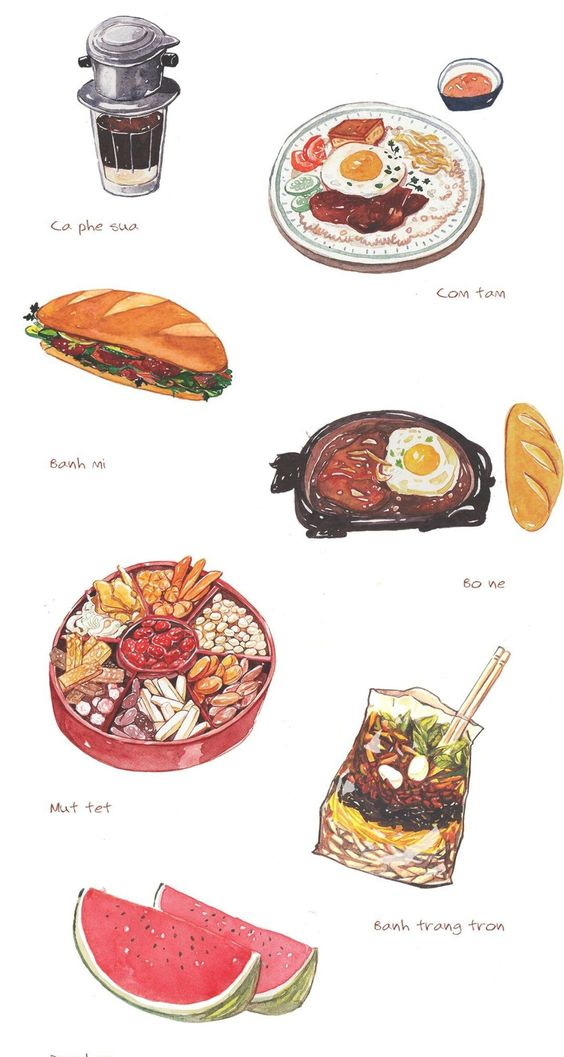 Ca phe sua
Com tam
Banh mi
Bo ne
Mut tet
Banh trang tron